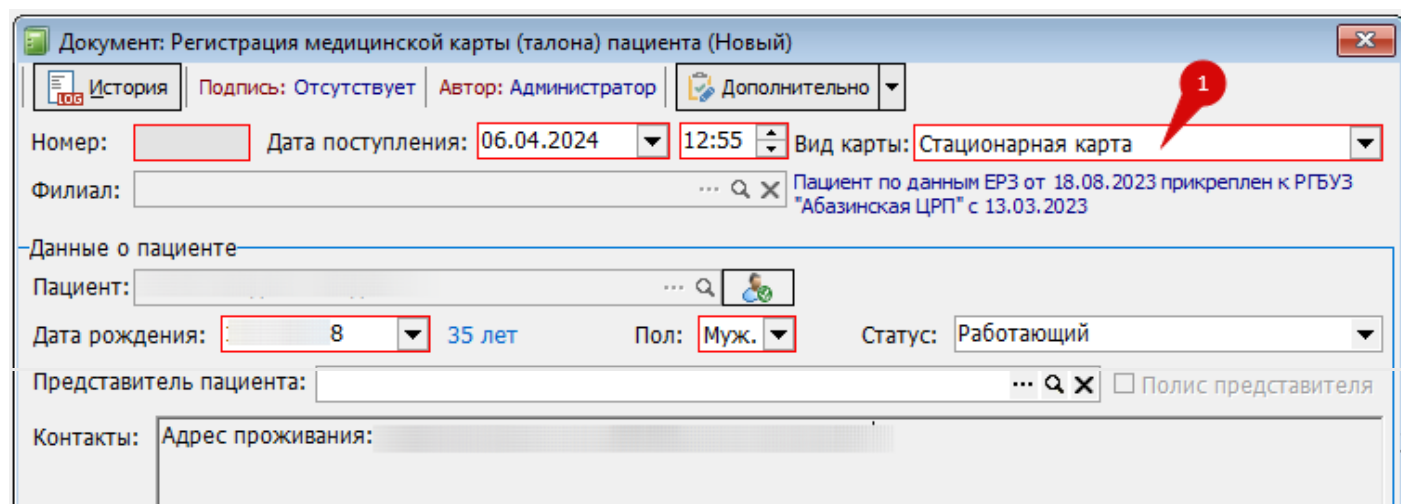 Документ: Регистрация медицинской карты (талона) пациента (Новый)
LOG История Подпись: Отсутствует Автор: Администратор Дополнительно
1
Номер: Дата поступления: 06.04.2024 12:55 Вид карты: Стационарная карта
Филиал: ... Пациент по данным ЕРЗ от 18.08.2023 прикреплен к РГБУЗ
"Абазинская ЦРП" с 13.03.2023
Данные о пациенте
Пациент: ...
Дата рождения: 8 35 лет Пол: Муж. Статус: Работающий
Представитель пациента: ... Полис представителя
Контакты: Адрес проживания: